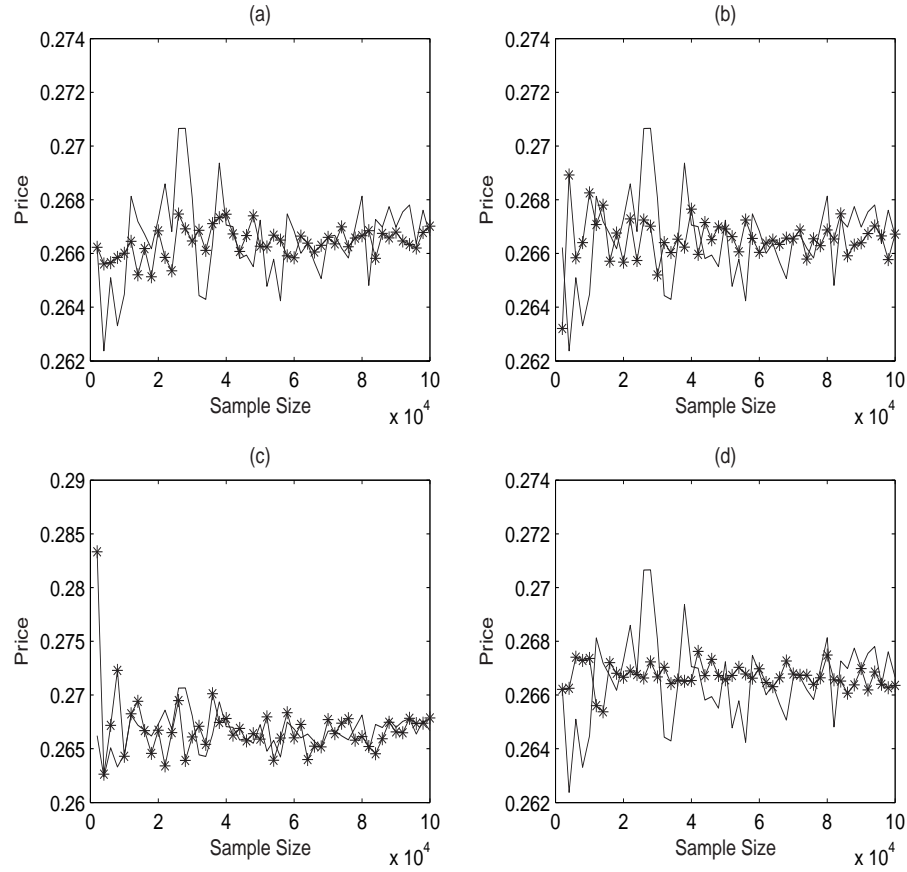 (a)
0.274
0.272
0.27
0.268
0.266
0.264
0.262
Price
0 2 4 6 8 10
Sample Size
x 10^4
(b)
0.274
0.272
0.27
0.268
0.266
0.264
0.262
Price
0 2 4 6 8 10
Sample Size
x 10^4
(c)
0.29
0.285
0.28
0.275
0.27
0.265
0.26
Price
0 2 4 6 8 10
Sample Size
x 10^4
(d)
0.274
0.272
0.27
0.268
0.266
0.264
0.262
Price
0 2 4 6 8 10
Sample Size
x 10^4